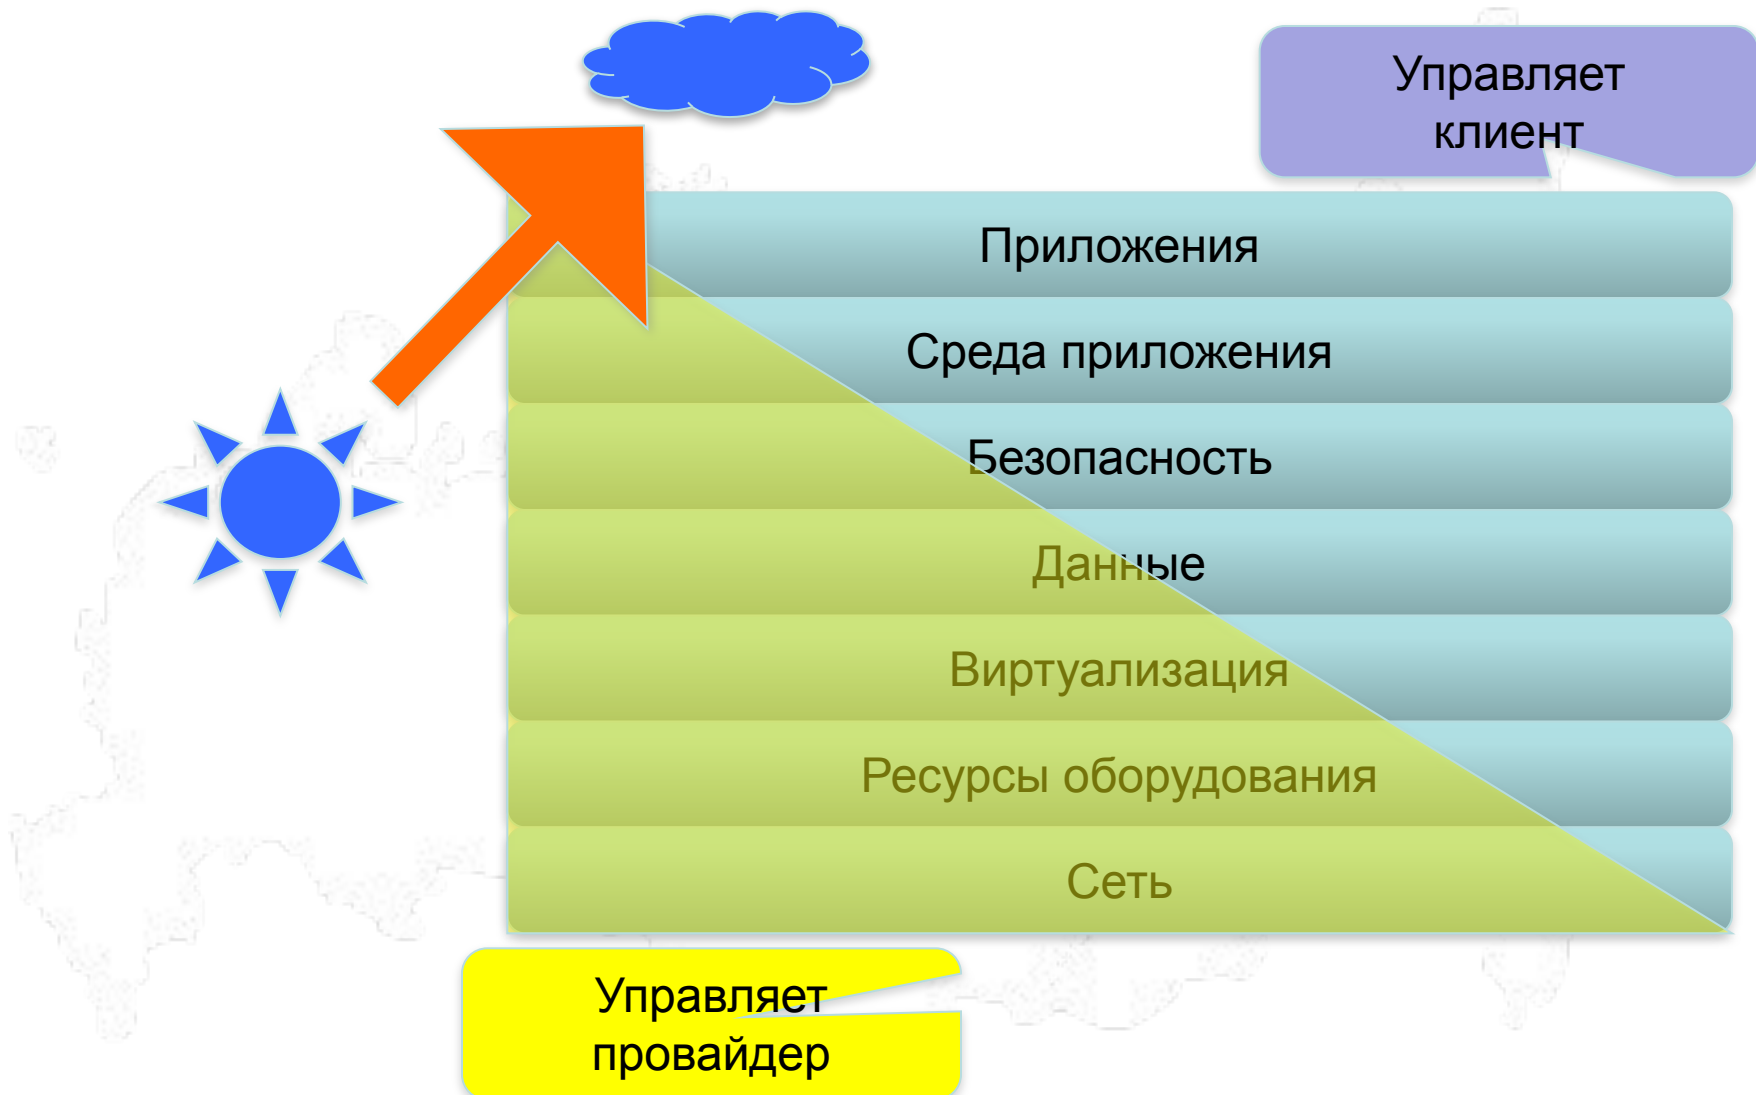 Управляет
клиент
Приложения
Среда приложения
Безопасность
Данные
Виртуализация
Ресурсы оборудования
Сеть
Управляет
провайдер